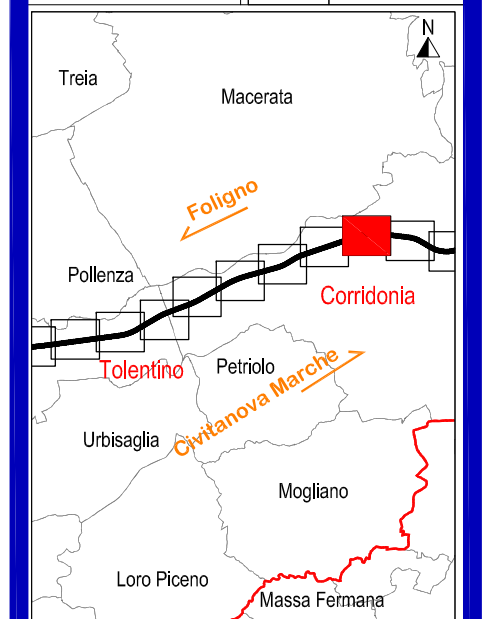 N
Treia
Macerata
Foligno
Pollenza
Corridonia
Tolentino
Petriolo
Civitanova Marche
Urbisaglia
Mogliano
Loro Piceno
Massa Fermana